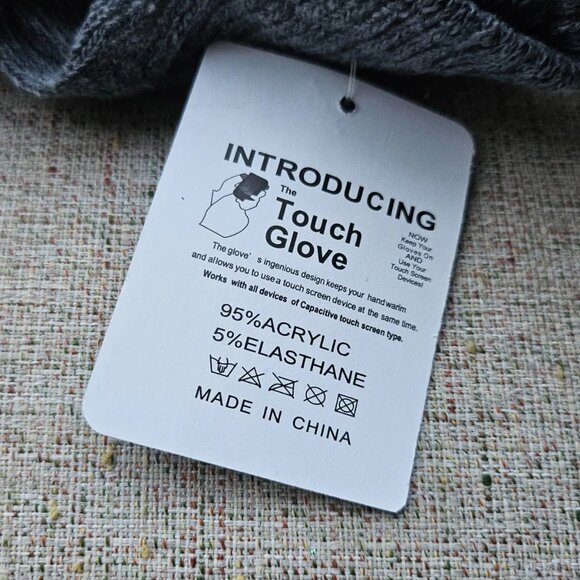 INTRODUCING
The
Touch
Glove
NOW
Keep Your
Gloves On
AND
Use Your
Touch Screen
Devices!
The glove's ingenious design keeps your hand warim
and allows you to use a touch screen device at the same time.
Works with all devices of Capacitive touch screen type.
95%ACRYLIC
5%ELASTHANE
MADE IN CHINA